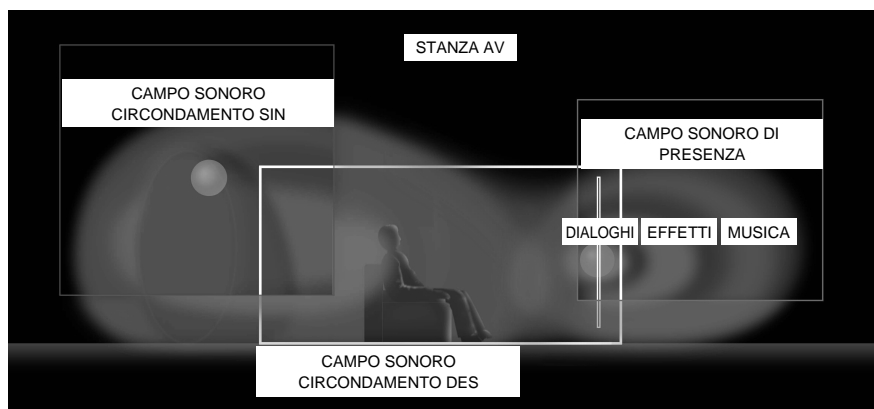 STANZA AV
CAMPO SONORO
CIRCONDAMENTO SIN
CAMPO SONORO DI
PRESENZA
DIALOGHI EFFETTI MUSICA
CAMPO SONORO
CIRCONDAMENTO DES